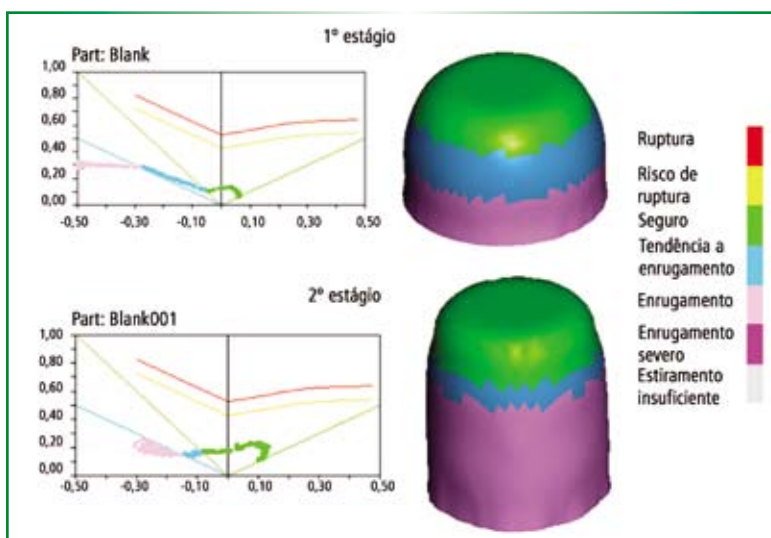 1º estágio
Part: Blank
1,00
0,80
0,60
0,40
0,20
0,00
-0,50 -0,30 -0,10 0,10 0,30 0,50
2º estágio
Part: Blank001
1,00
0,80
0,60
0,40
0,20
0,00
-0,50 -0,30 -0,10 0,10 0,30 0,50
Ruptura
Risco de
ruptura
Seguro
Tendência a
enrugamento
Enrugamento
Enrugamento
severo
Estiramento
insuficiente